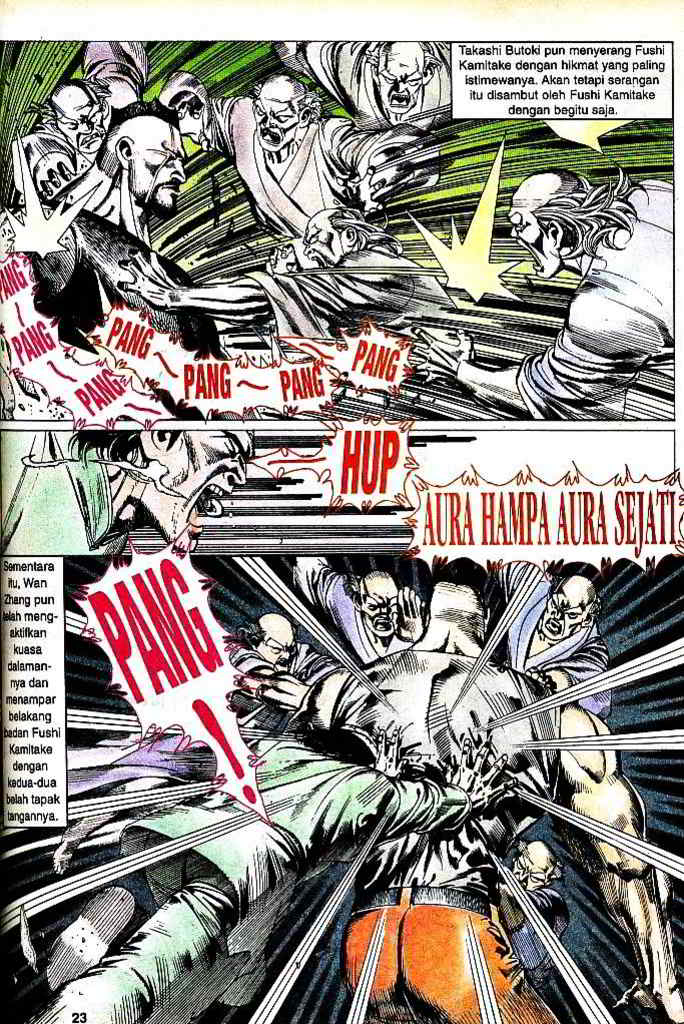 Takashi Butoki pun menyerang Fushi
Kamitake dengan hikmat yang paling
istimewanya. Akan tetapi serangan
itu disambut oleh Fushi Kamitake
dengan begitu saja.
PANG
~
PANG
~
PANG
~
PANG
~
PANG ~ PANG
PANG
HUP
AURA HAMPA AURA SEJATI
Sementara
itu, Wan
Zhang pun
telah meng-
aktifkan
kuasa
dalaman-
nya dan
menampar
belakang
badan Fushi
Kamitake
dengan
kedua-dua
belah tapak
tangannya.
PANG
!
23